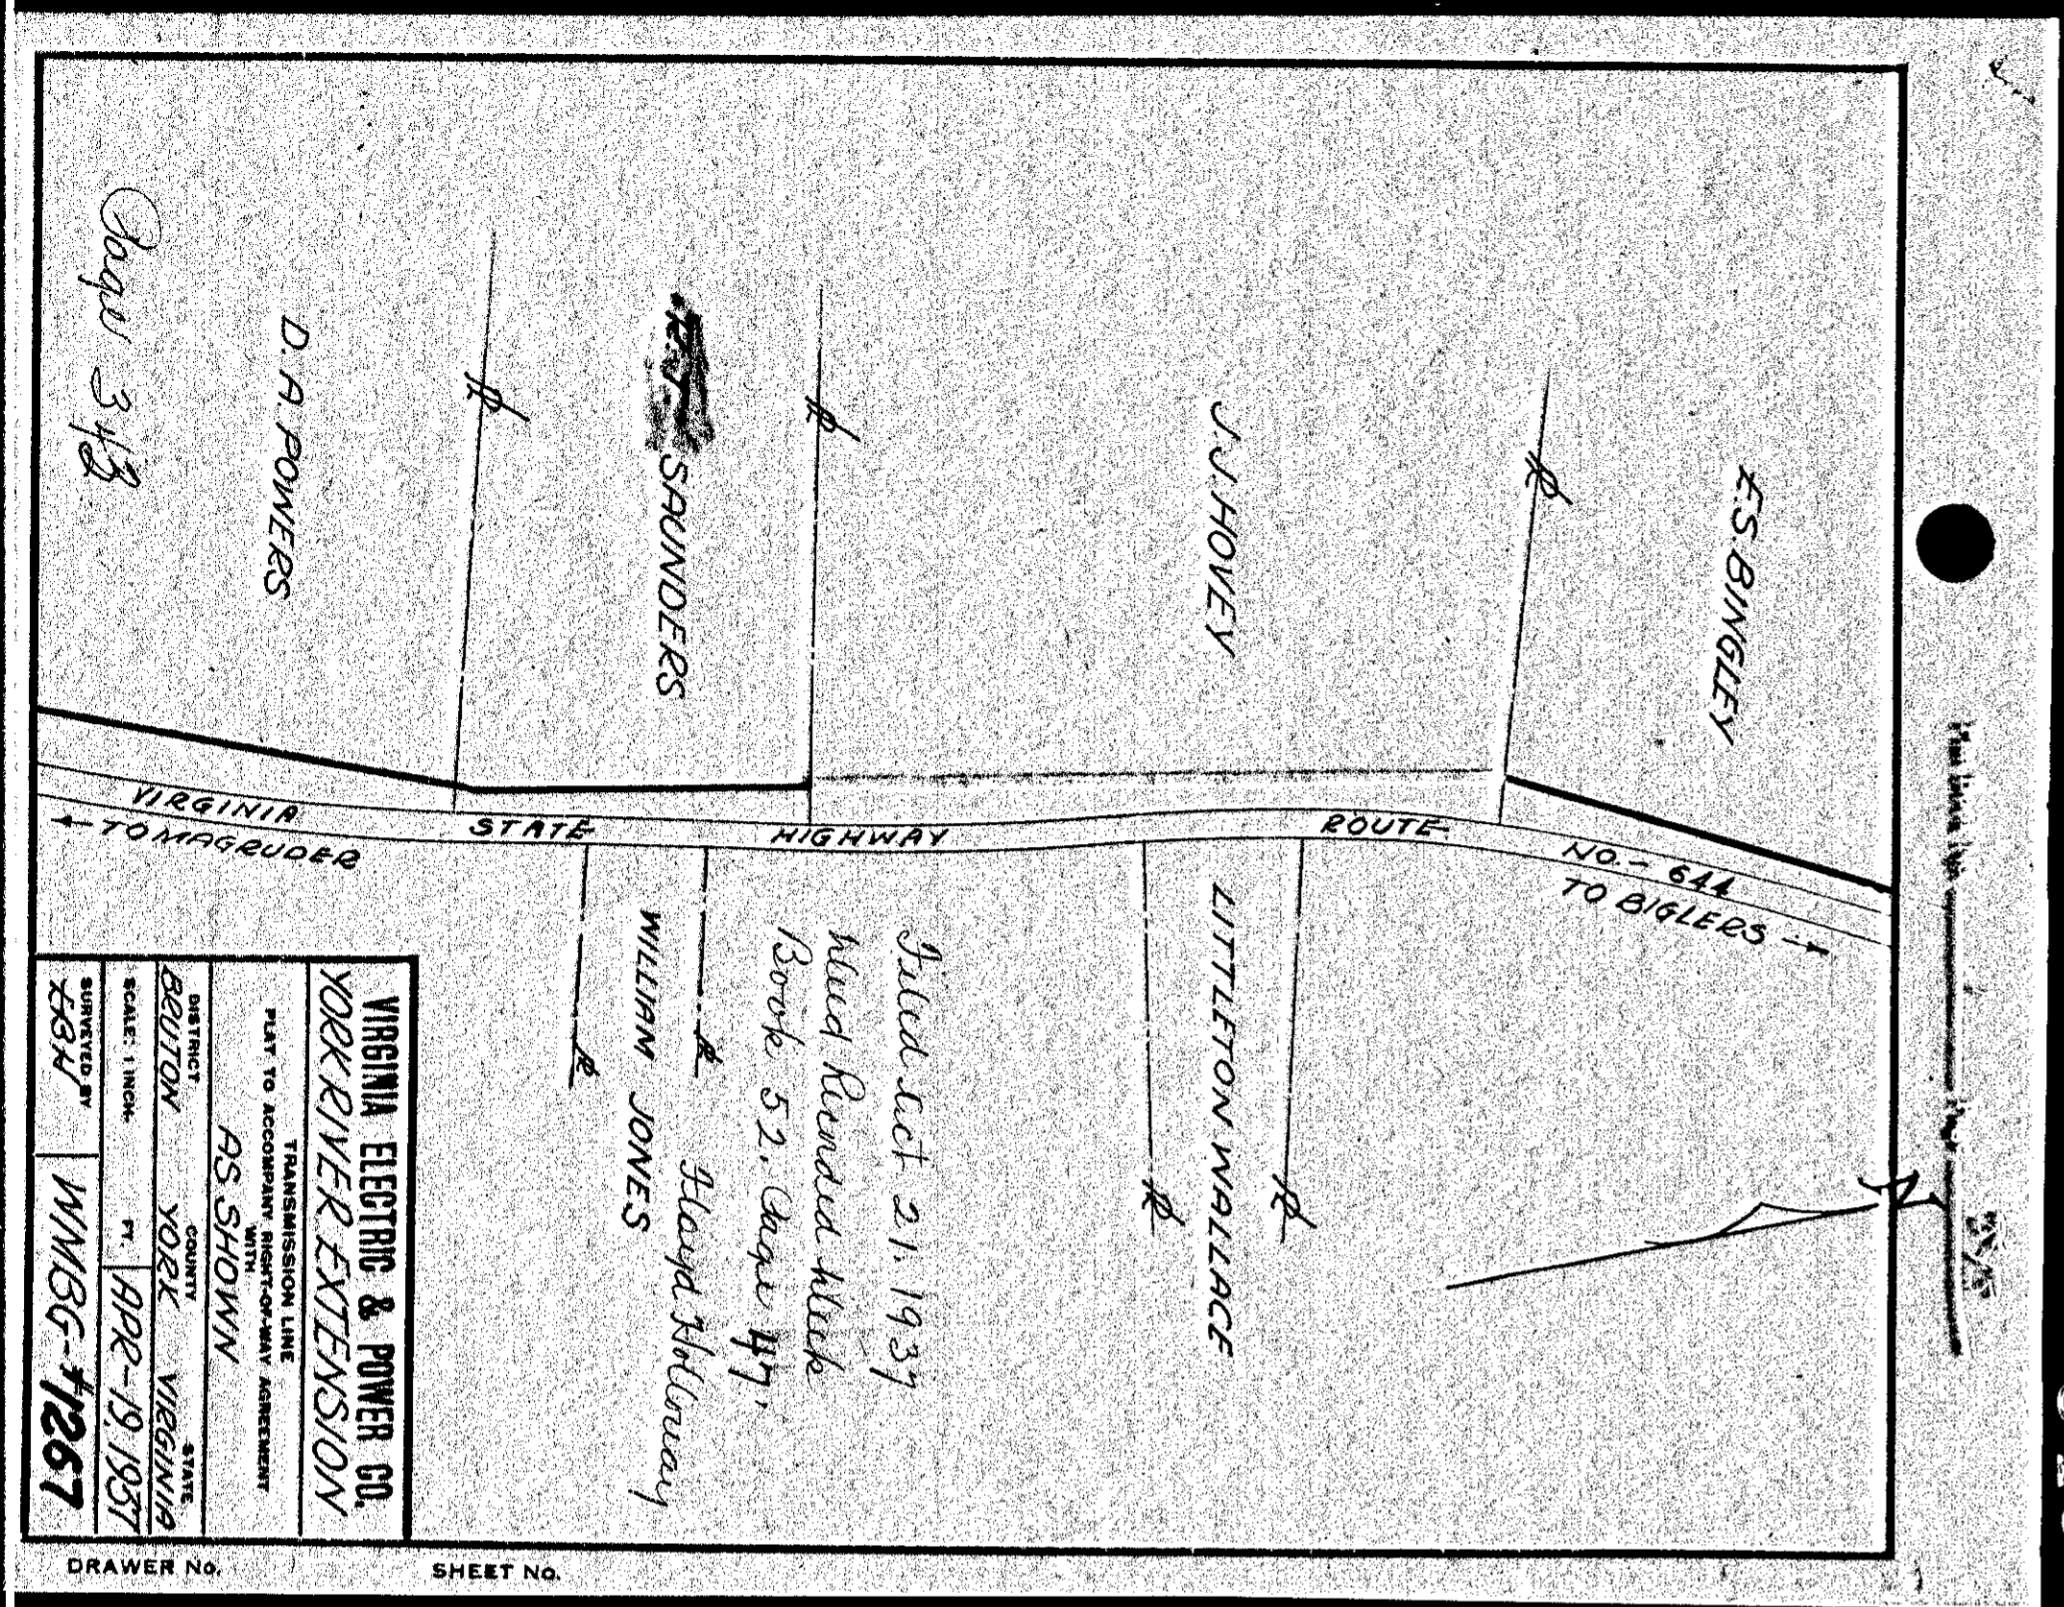 E.S. BINGLEY
J.J. HOVEY
SAUNDERS
D. A. POWERS
Page 343
VIRGINIA STATE HIGHWAY ROUTE NO. - 644
← TO MAGRUDER
TO BIGLERS →
N
LITTLETON WALLACE
Filed Oct 21. 1937
Book 52. Page 47.
Floyd Holloway
WILLIAM JONES
VIRGINIA ELECTRIC & POWER CO.
YORK RIVER EXTENSION
TRANSMISSION LINE
PLAT TO ACCOMPANY RIGHT-OF-WAY AGREEMENT
WITH
AS SHOWN
DISTRICT COUNTY STATE
BRUTON YORK VIRGINIA
SCALE: 1 INCH. FT. APR-19, 1937
SURVEYED BY
WMBG-#1267
DRAWER NO.
SHEET NO.